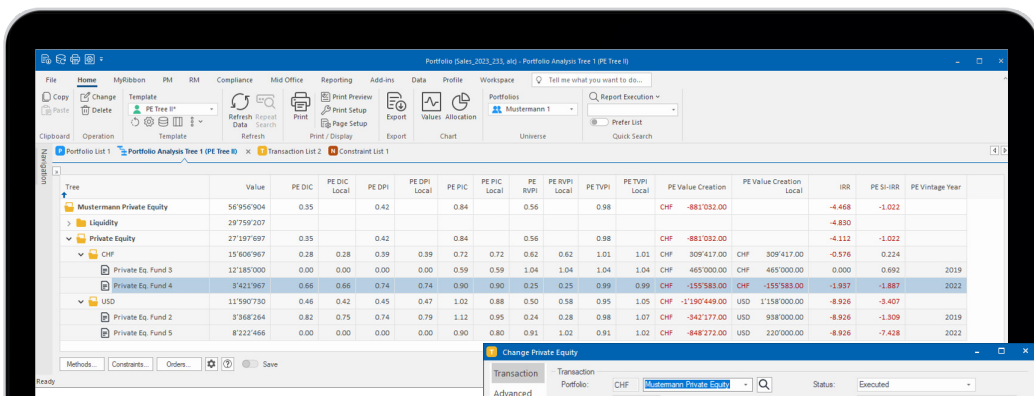 Portfolio (Sales_2023_233, alc) - Portfolio Analysis Tree 1 (PE Tree II)
File Home MyRibbon PM RM Compliance Mid Office Reporting Add-ins Data Profile Workspace Tell me what you want to do...
Copy Change Template Print Preview Portfolios Report Execution
Paste Delete PE Tree II* Print Setup Mustermann 1
Refresh Data Repeat Search Print Page Setup Export Values Allocation Prefer List
Clipboard Operation Template Refresh Print / Display Export Chart Universe Quick Search
Navigation
Portfolio List 1 Portfolio Analysis Tree 1 (PE Tree II) Transaction List 2 Constraint List 1
Tree Value PE DIC PE DIC Local PE DPI PE DPI Local PE PIC PE PIC Local PE RVPI PE RVPI Local PE TVPI PE TVPI Local PE Value Creation PE Value Creation Local IRR PE SI-IRR PE Vintage Year
Mustermann Private Equity 56'956'904 0.35 0.42 0.84 0.56 0.98 CHF -881'032.00 -4.468 -1.022
Liquidity 29'759'207 -4.830
Private Equity 27'197'697 0.35 0.42 0.84 0.56 0.98 CHF -881'032.00 -4.112 -1.022
CHF 15'606'967 0.28 0.28 0.39 0.39 0.72 0.72 0.62 0.62 1.01 1.01 CHF 309'417.00 CHF 309'417.00 -0.576 0.224
Private Eq. Fund 3 12'185'000 0.00 0.00 0.00 0.00 0.59 0.59 1.04 1.04 1.04 1.04 CHF 465'000.00 CHF 465'000.00 0.000 0.692 2019
Private Eq. Fund 4 3'421'967 0.66 0.66 0.74 0.74 0.90 0.90 0.25 0.25 0.99 0.99 CHF -155'583.00 CHF -155'583.00 -1.937 -1.887 2022
USD 11'590'730 0.46 0.42 0.45 0.47 1.02 0.88 0.50 0.58 0.95 1.05 CHF -1'190'449.00 USD 1'158'000.00 -8.926 -3.407
Private Eq. Fund 2 3'368'264 0.82 0.75 0.74 0.79 1.12 0.95 0.24 0.28 0.98 1.07 CHF -342'177.00 USD 938'000.00 -8.926 -1.309 2019
Private Eq. Fund 5 8'222'466 0.00 0.00 0.00 0.00 0.90 0.80 0.91 1.02 0.91 1.02 CHF -848'272.00 USD 220'000.00 -8.926 -7.428 2022
Methods... Constraints... Orders... Save
Ready
Change Private Equity
Transaction Transaction
Portfolio: CHF Mustermann Private Equity Status: Executed
Advanced